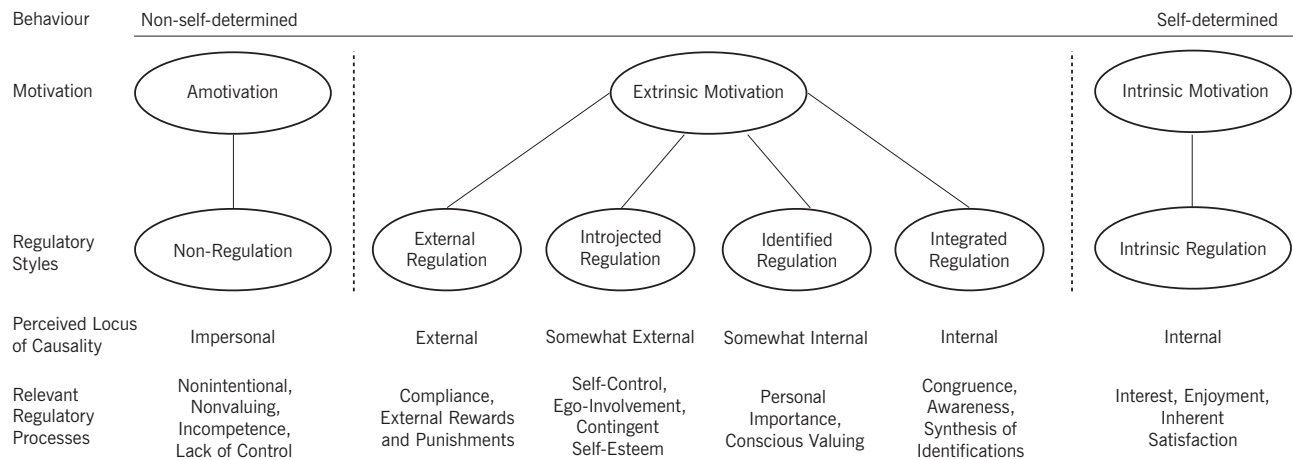 Behaviour
Non-self-determined
Self-determined
Motivation
Amotivation
Extrinsic Motivation
Intrinsic Motivation
Regulatory
Styles
Non-Regulation
External
Regulation
Introjected
Regulation
Identified
Regulation
Integrated
Regulation
Intrinsic Regulation
Perceived Locus
of Causality
Impersonal
External
Somewhat External
Somewhat Internal
Internal
Internal
Relevant
Regulatory
Processes
Nonintentional,
Nonvaluing,
Incompetence,
Lack of Control
Compliance,
External Rewards
and Punishments
Self-Control,
Ego-Involvement,
Contingent
Self-Esteem
Personal
Importance,
Conscious Valuing
Congruence,
Awareness,
Synthesis of
Identifications
Interest, Enjoyment,
Inherent
Satisfaction